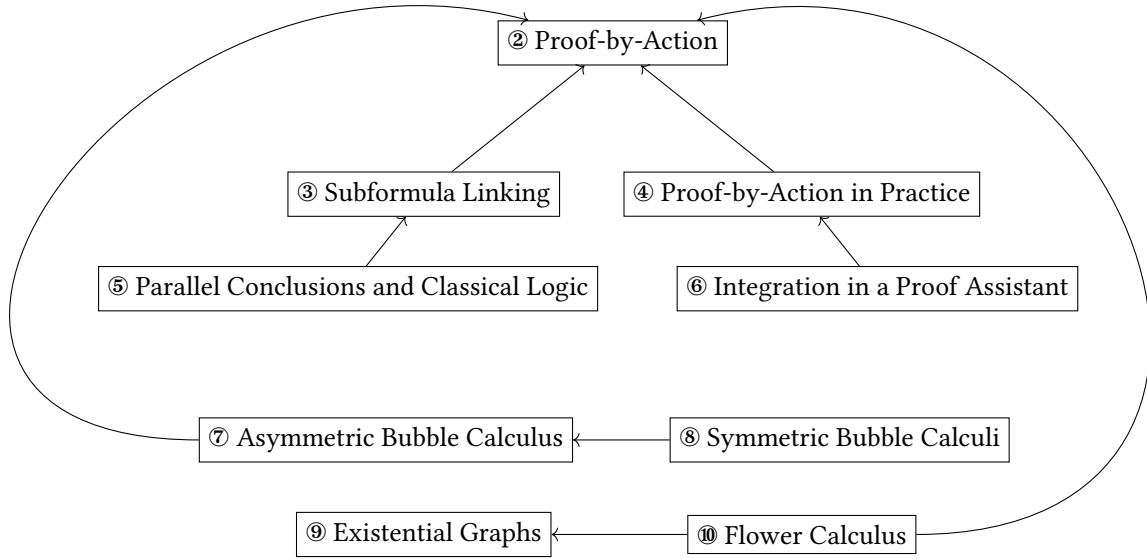 ② Proof-by-Action
③ Subformula Linking
④ Proof-by-Action in Practice
⑤ Parallel Conclusions and Classical Logic
⑥ Integration in a Proof Assistant
⑦ Asymmetric Bubble Calculus
⑧ Symmetric Bubble Calculi
⑨ Existential Graphs
⑩ Flower Calculus